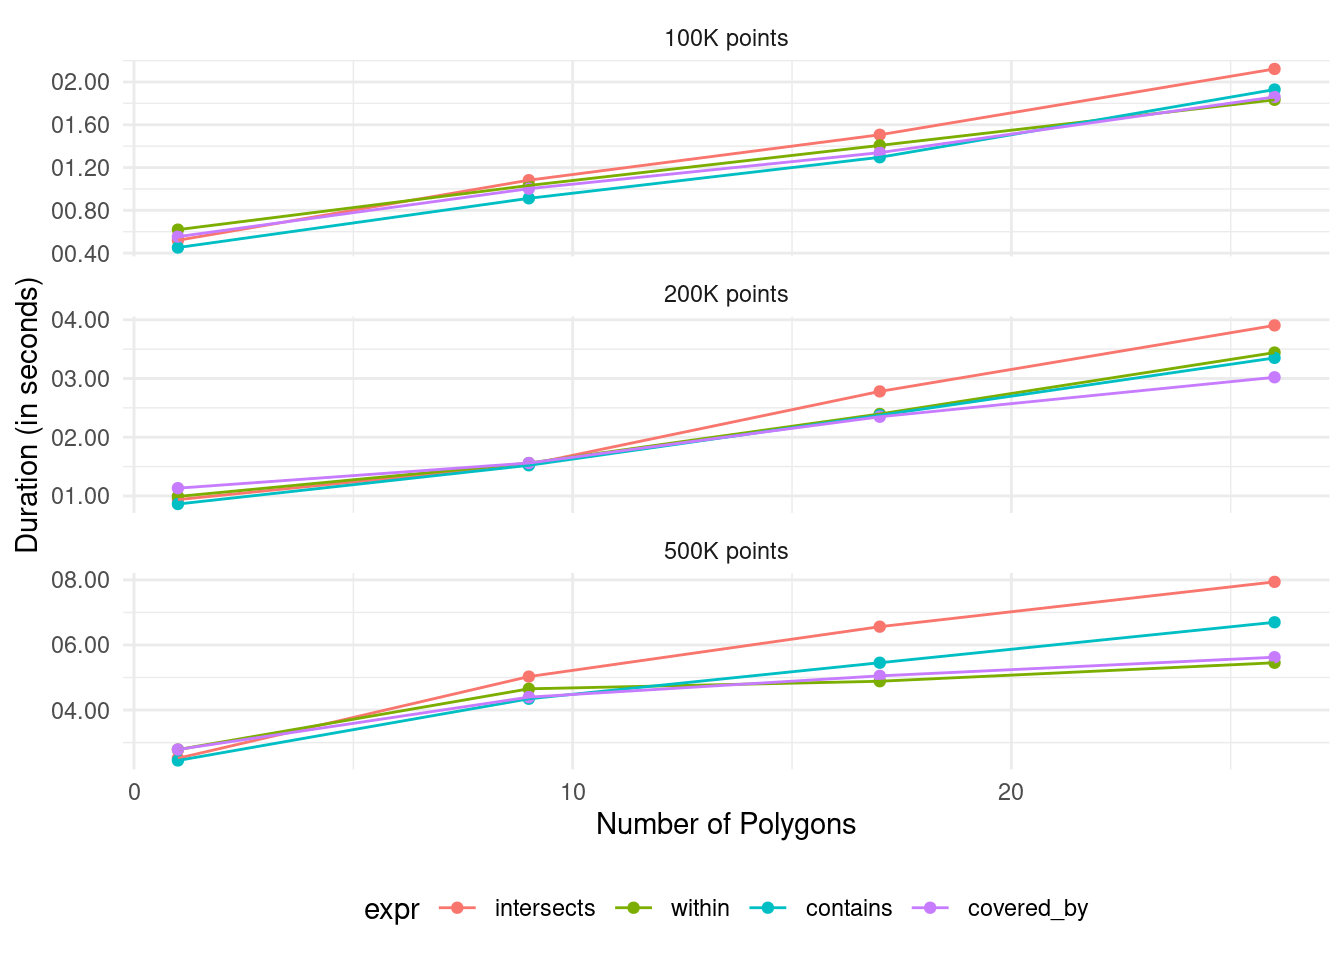 100K points
02.00
01.60
01.20
00.80
00.40
200K points
04.00
03.00
02.00
01.00
500K points
08.00
06.00
04.00
Duration (in seconds)
0 10 20
Number of Polygons
expr intersects within contains covered_by